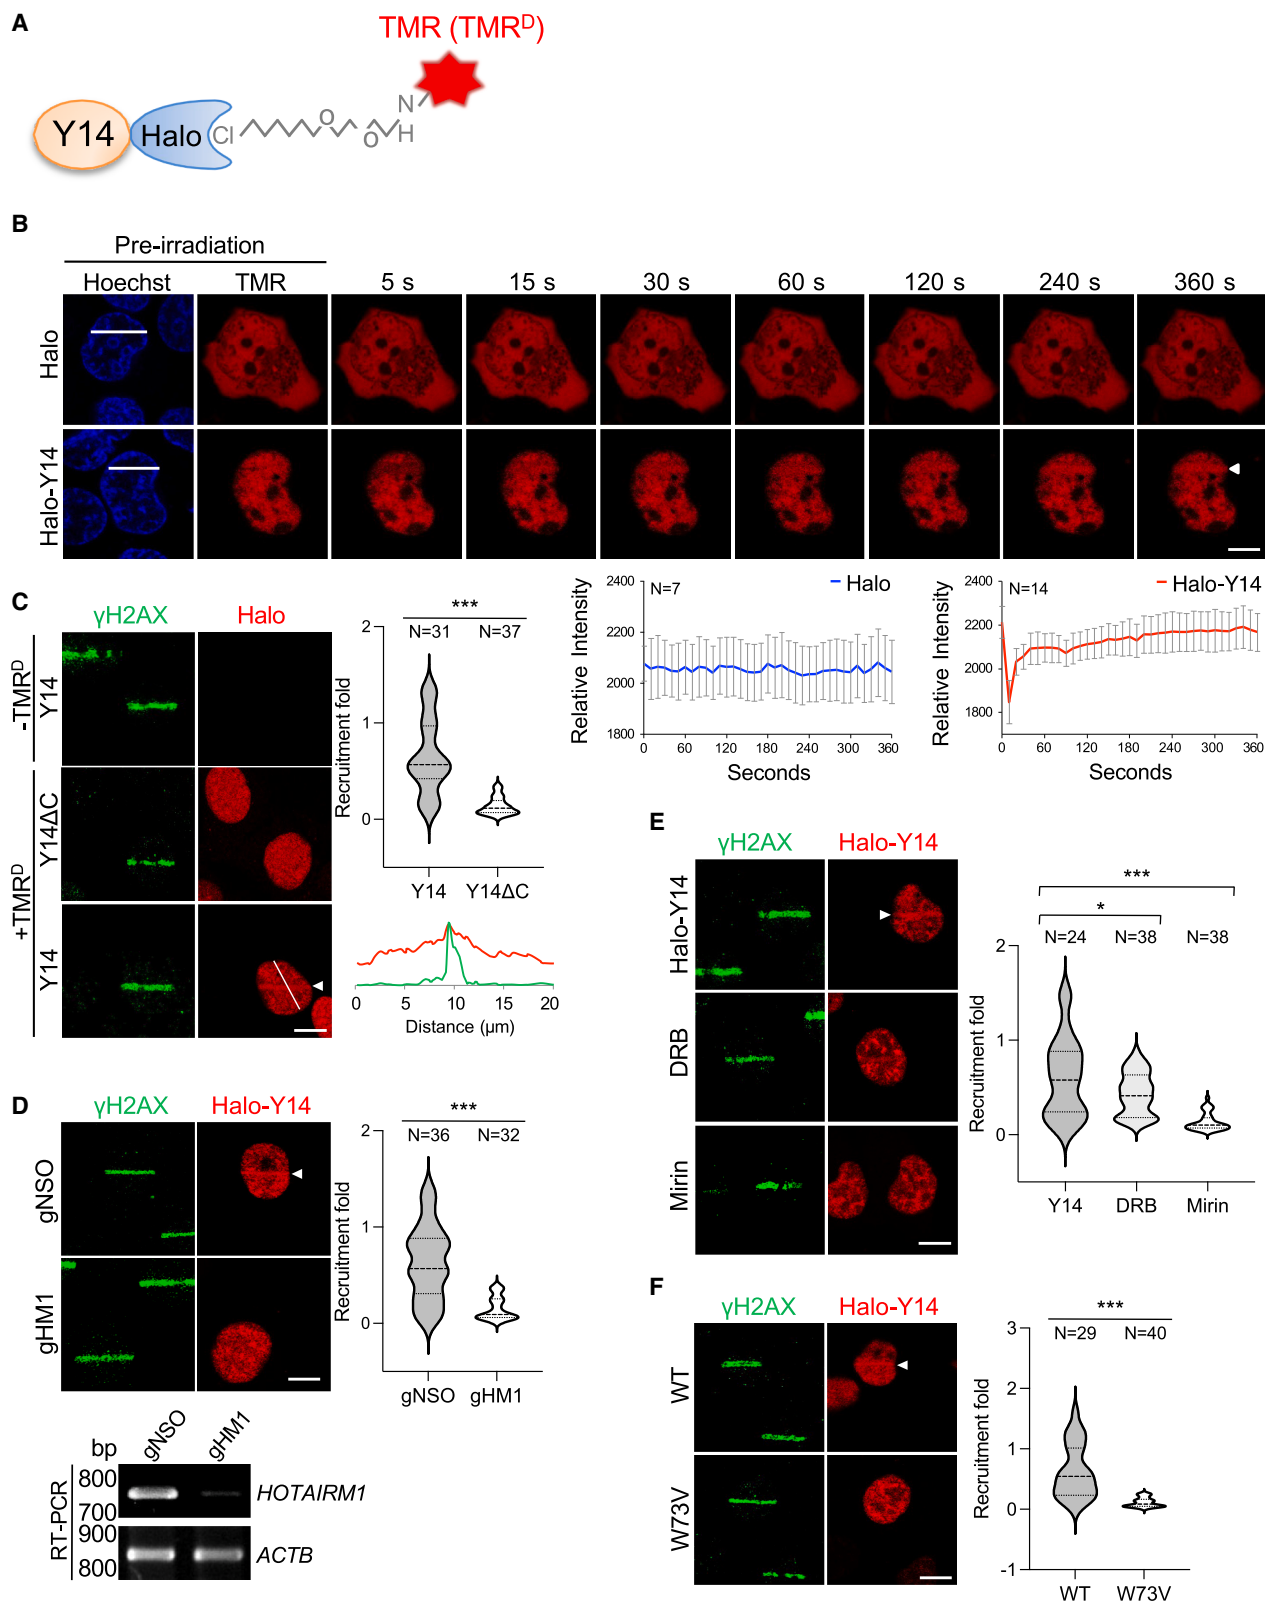 A
TMR (TMRD)
Y14
Halo
Cl
O
O
N
H
B
Pre-irradiation
Hoechst TMR 5 s 15 s 30 s 60 s 120 s 240 s 360 s
Halo
Halo-Y14
Relative Intensity
2400
2200
2000
1800
N=7
Halo
0 60 120 180 240 300 360
Seconds
Relative Intensity
2400
2200
2000
1800
N=14
Halo-Y14
0 60 120 180 240 300 360
Seconds
C
γH2AX Halo
-TMRD
Y14
+TMRD
Y14ΔC
Y14
***
N=31 N=37
Recruitment fold
2
1
0
Y14 Y14ΔC
0 5 10 15 20
Distance (μm)
D
γH2AX Halo-Y14
gNSO
gHM1
***
N=36 N=32
Recruitment fold
2
1
0
gNSO gHM1
RT-PCR
bp gNSO gHM1
800
700
HOTAIRM1
900
800
ACTB
E
γH2AX Halo-Y14
Halo-Y14
DRB
Mirin
***
*
N=24 N=38 N=38
Recruitment fold
2
1
0
Y14 DRB Mirin
F
γH2AX Halo-Y14
WT
W73V
***
N=29 N=40
Recruitment fold
3
2
1
0
-1
WT W73V